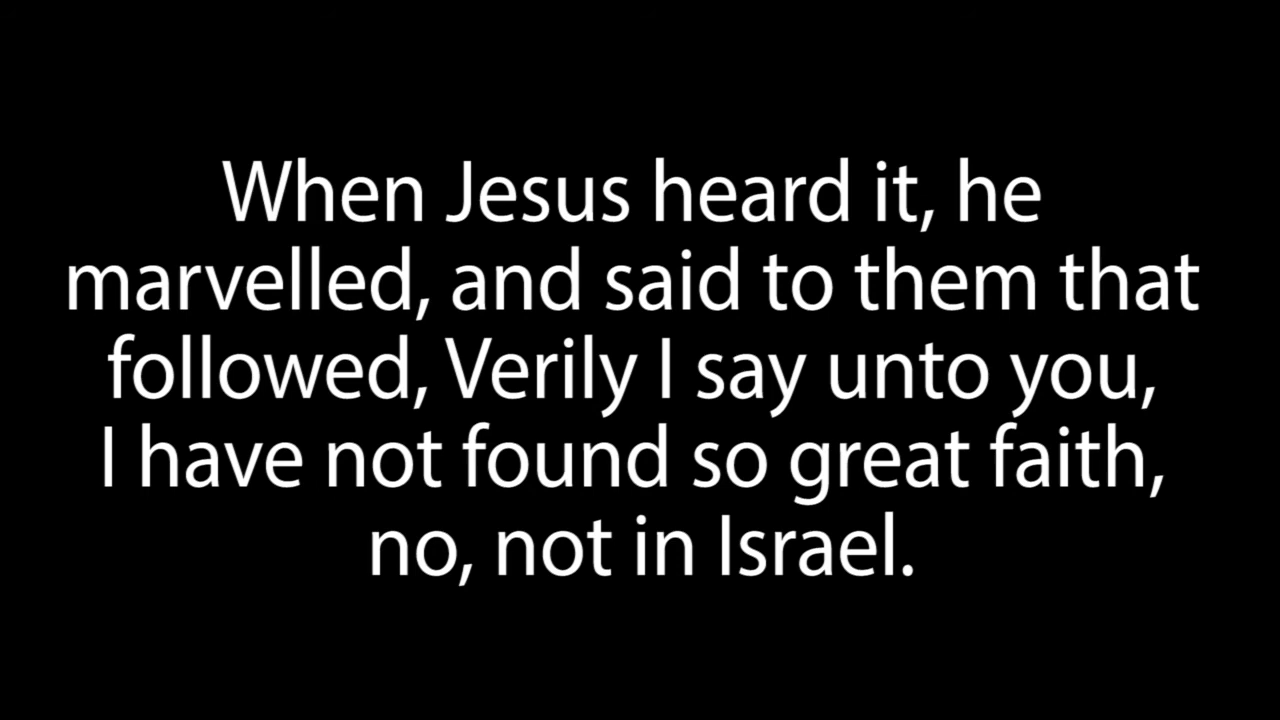 When Jesus heard it, he
marvelled, and said to them that
followed, Verily I say unto you,
I have not found so great faith,
no, not in Israel.